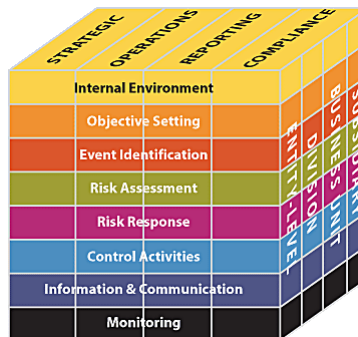 STRATEGIC
OPERATIONS
REPORTING
COMPLIANCE
Internal Environment
Objective Setting
Event Identification
Risk Assessment
Risk Response
Control Activities
Information & Communication
Monitoring
ENTITY-LEVEL
DIVISION
BUSINESS UNIT